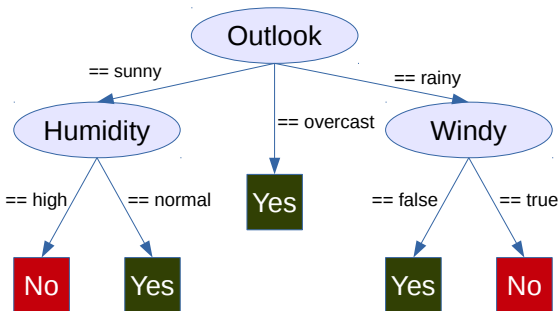 Outlook
== sunny
== rainy
Humidity
== overcast
Windy
== high
== normal
Yes
== false
== true
No
Yes
Yes
No